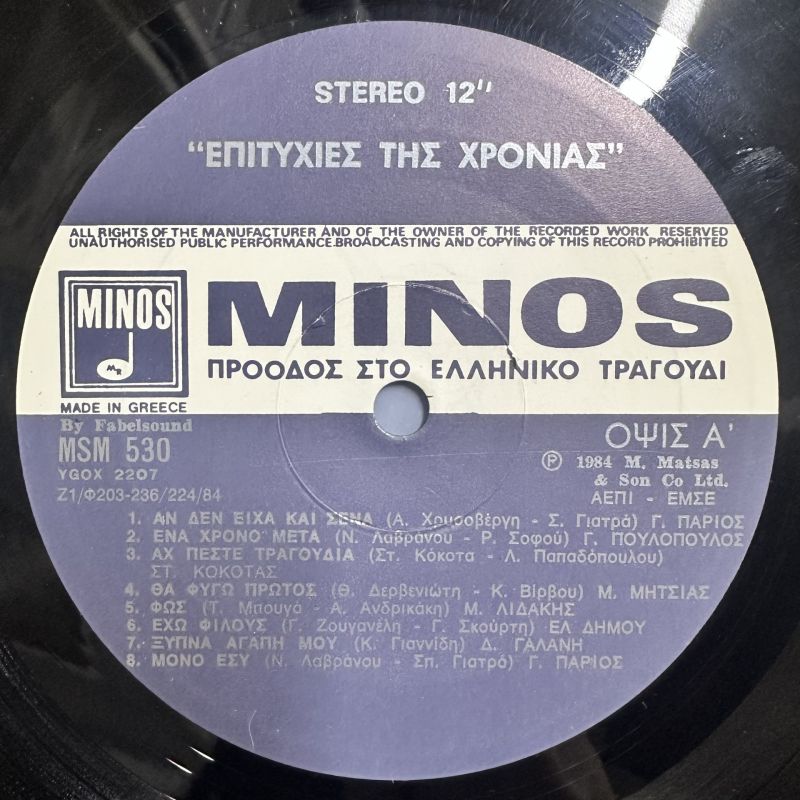 STEREO 12"
"ΕΠΙΤΥΧΙΕΣ ΤΗΣ ΧΡΟΝΙΑΣ"
ALL RIGHTS OF THE MANUFACTURER AND OF THE OWNER OF THE RECORDED WORK RESERVED
UNAUTHORISED PUBLIC PERFORMANCE.BROADCASTING AND COPYING OF THIS RECORD PROHIBITED
MINOS
MINOS
ΠΡΟΟΔΟΣ ΣΤΟ ΕΛΛΗΝΙΚΟ ΤΡΑΓΟΥΔΙ
MADE IN GREECE
By Fabelsound
MSM 530
YGOX 2207
Ζ1/Φ203-236/224/84
ΟΨΙΣ Α'
Ⓟ 1984 M. Matsas
& Son Co Ltd.
ΑΕΠΙ - ΕΜΣΕ
1. ΑΝ ΔΕΝ ΕΙΧΑ ΚΑΙ ΣΕΝΑ (Α. Χρυσοβέργη - Σ. Γιατρά) Γ. ΠΑΡΙΟΣ
2. ΕΝΑ ΧΡΟΝΟ ΜΕΤΑ (Ν. Λαβράνου - Ρ. Σοφού) Γ. ΠΟΥΛΟΠΟΥΛΟΣ
3. ΑΧ ΠΕΣΤΕ ΤΡΑΓΟΥΔΙΑ (Στ. Κόκοτα - Λ. Παπαδόπουλου)
ΣΤ. ΚΟΚΟΤΑΣ
4. ΘΑ ΦΥΓΩ ΠΡΩΤΟΣ (Θ. Δερβενιώτη - Κ. Βίρβου) Μ. ΜΗΤΣΙΑΣ
5. ΦΩΣ (Τ. Μπουγά - Α. Ανδρικάκη) Μ. ΛΙΔΑΚΗΣ
6. ΕΧΩ ΦΙΛΟΥΣ (Γ. Ζουγανέλη - Γ. Σκούρτη) ΕΛ ΔΗΜΟΥ
7. ΞΥΠΝΑ ΑΓΑΠΗ ΜΟΥ (Κ. Γιαννίδη) Δ. ΓΑΛΑΝΗ
8. ΜΟΝΟ ΕΣΥ (Ν. Λαβράνου - Σπ. Γιατρά) Γ. ΠΑΡΙΟΣ